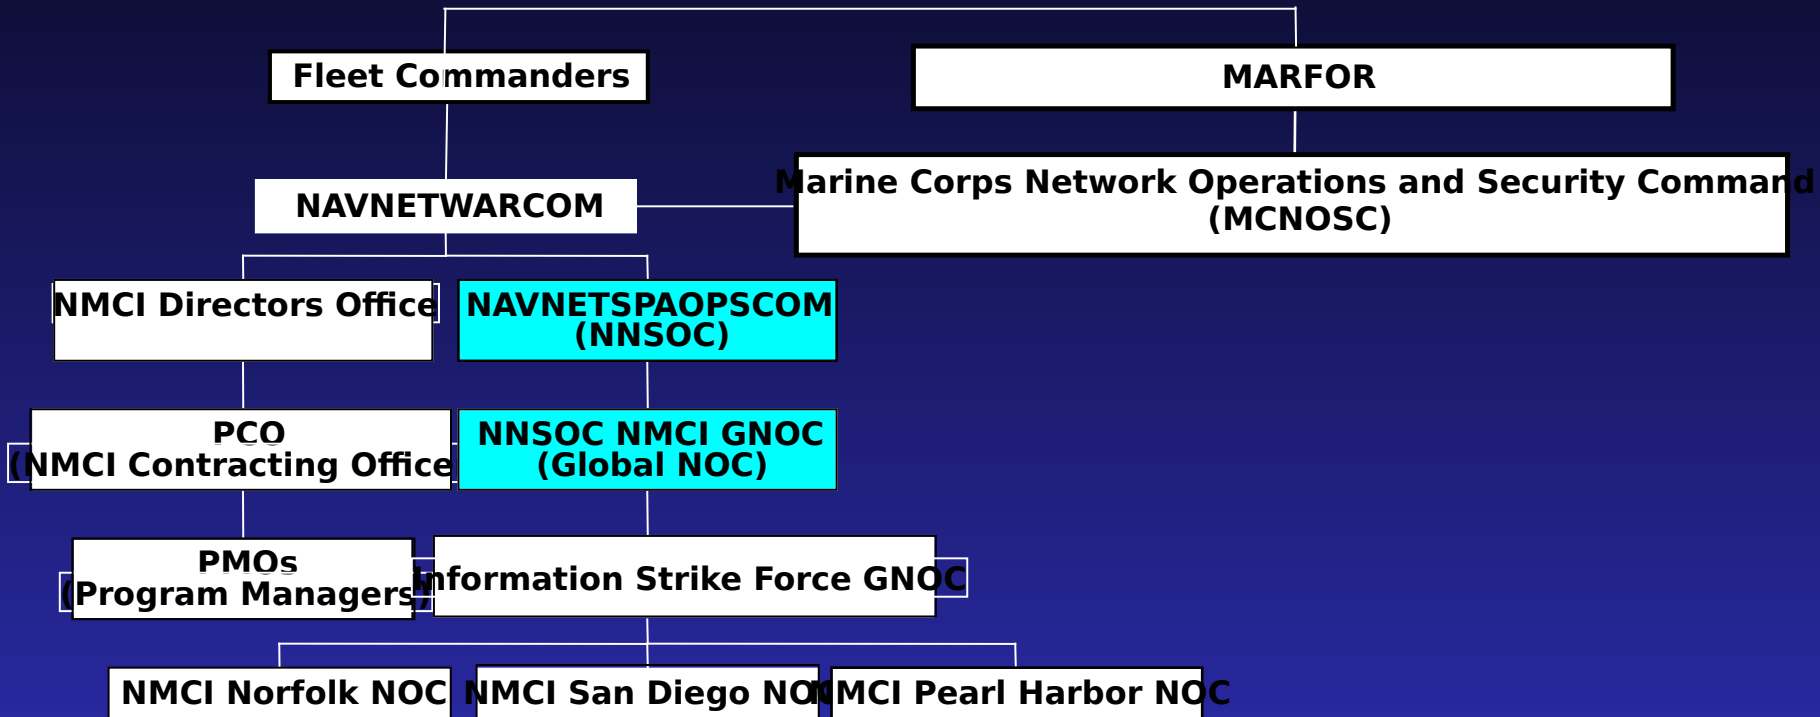 Fleet Commanders
MARFOR
Marine Corps Network Operations and Security Command
(MCNOSC)
NAVNETWARCOM
NMCI Directors Office
NAVNETSPAOPSCOM
(NNSOC)
PCO
(NMCI Contracting Office
NNSOC NMCI GNOC
(Global NOC)
PMOs
(Program Managers)
Information Strike Force GNOC
NMCI Norfolk NOC
NMCI San Diego NOC
NMCI Pearl Harbor NOC